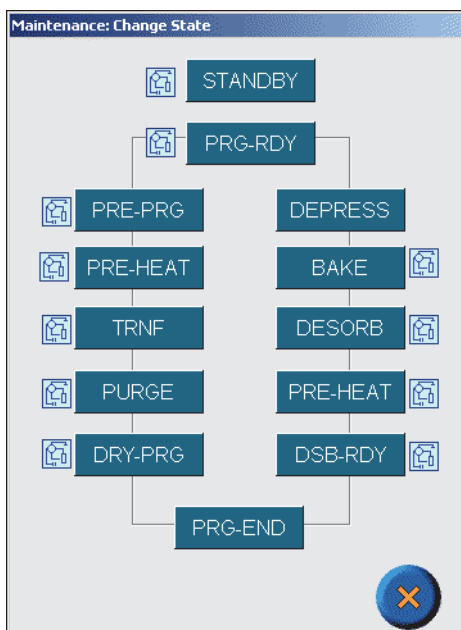 Maintenance: Change State
STANDBY
PRG-RDY
PRE-PRG
DEPRESS
PRE-HEAT
BAKE
TRNF
DESORB
PURGE
PRE-HEAT
DRY-PRG
DSB-RDY
PRG-END